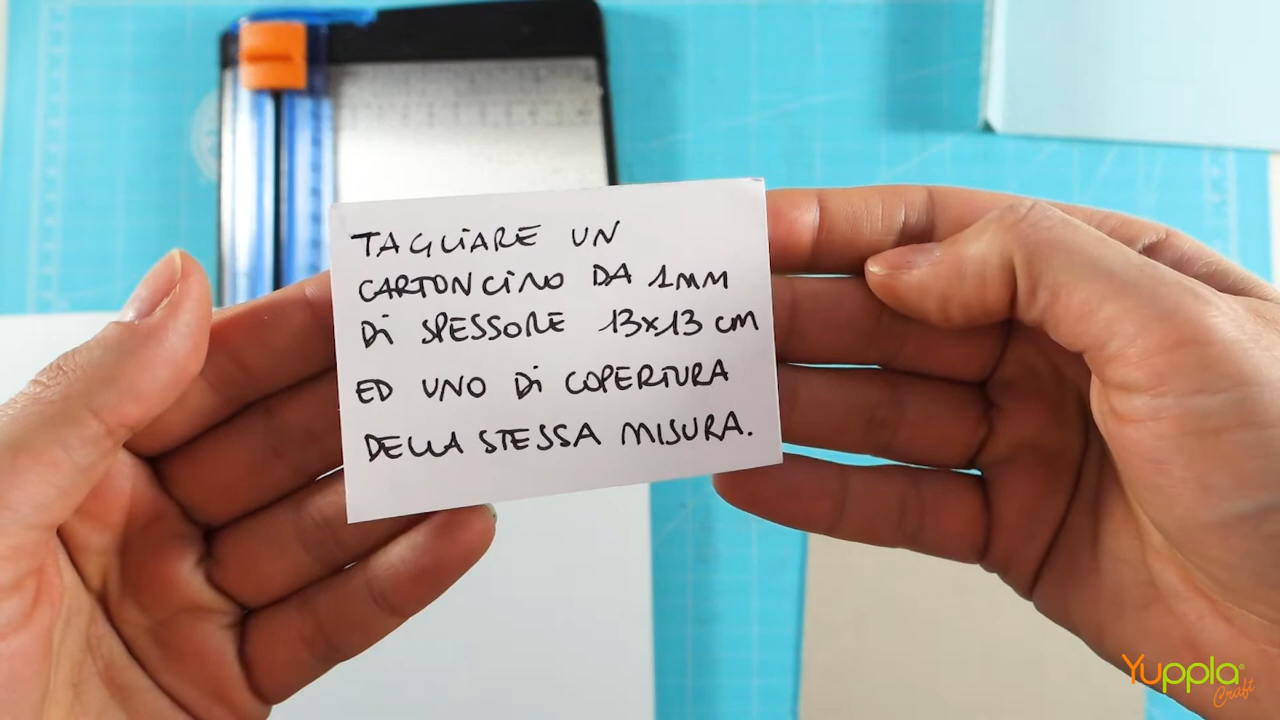 TAGLiARE UN
CARTONCiNO DA 1MM
Di SPESSORE 13x13 cm
ED UNO Di COPERTURA
DELLA STESSA MISURA.
Yuppla®
Craft